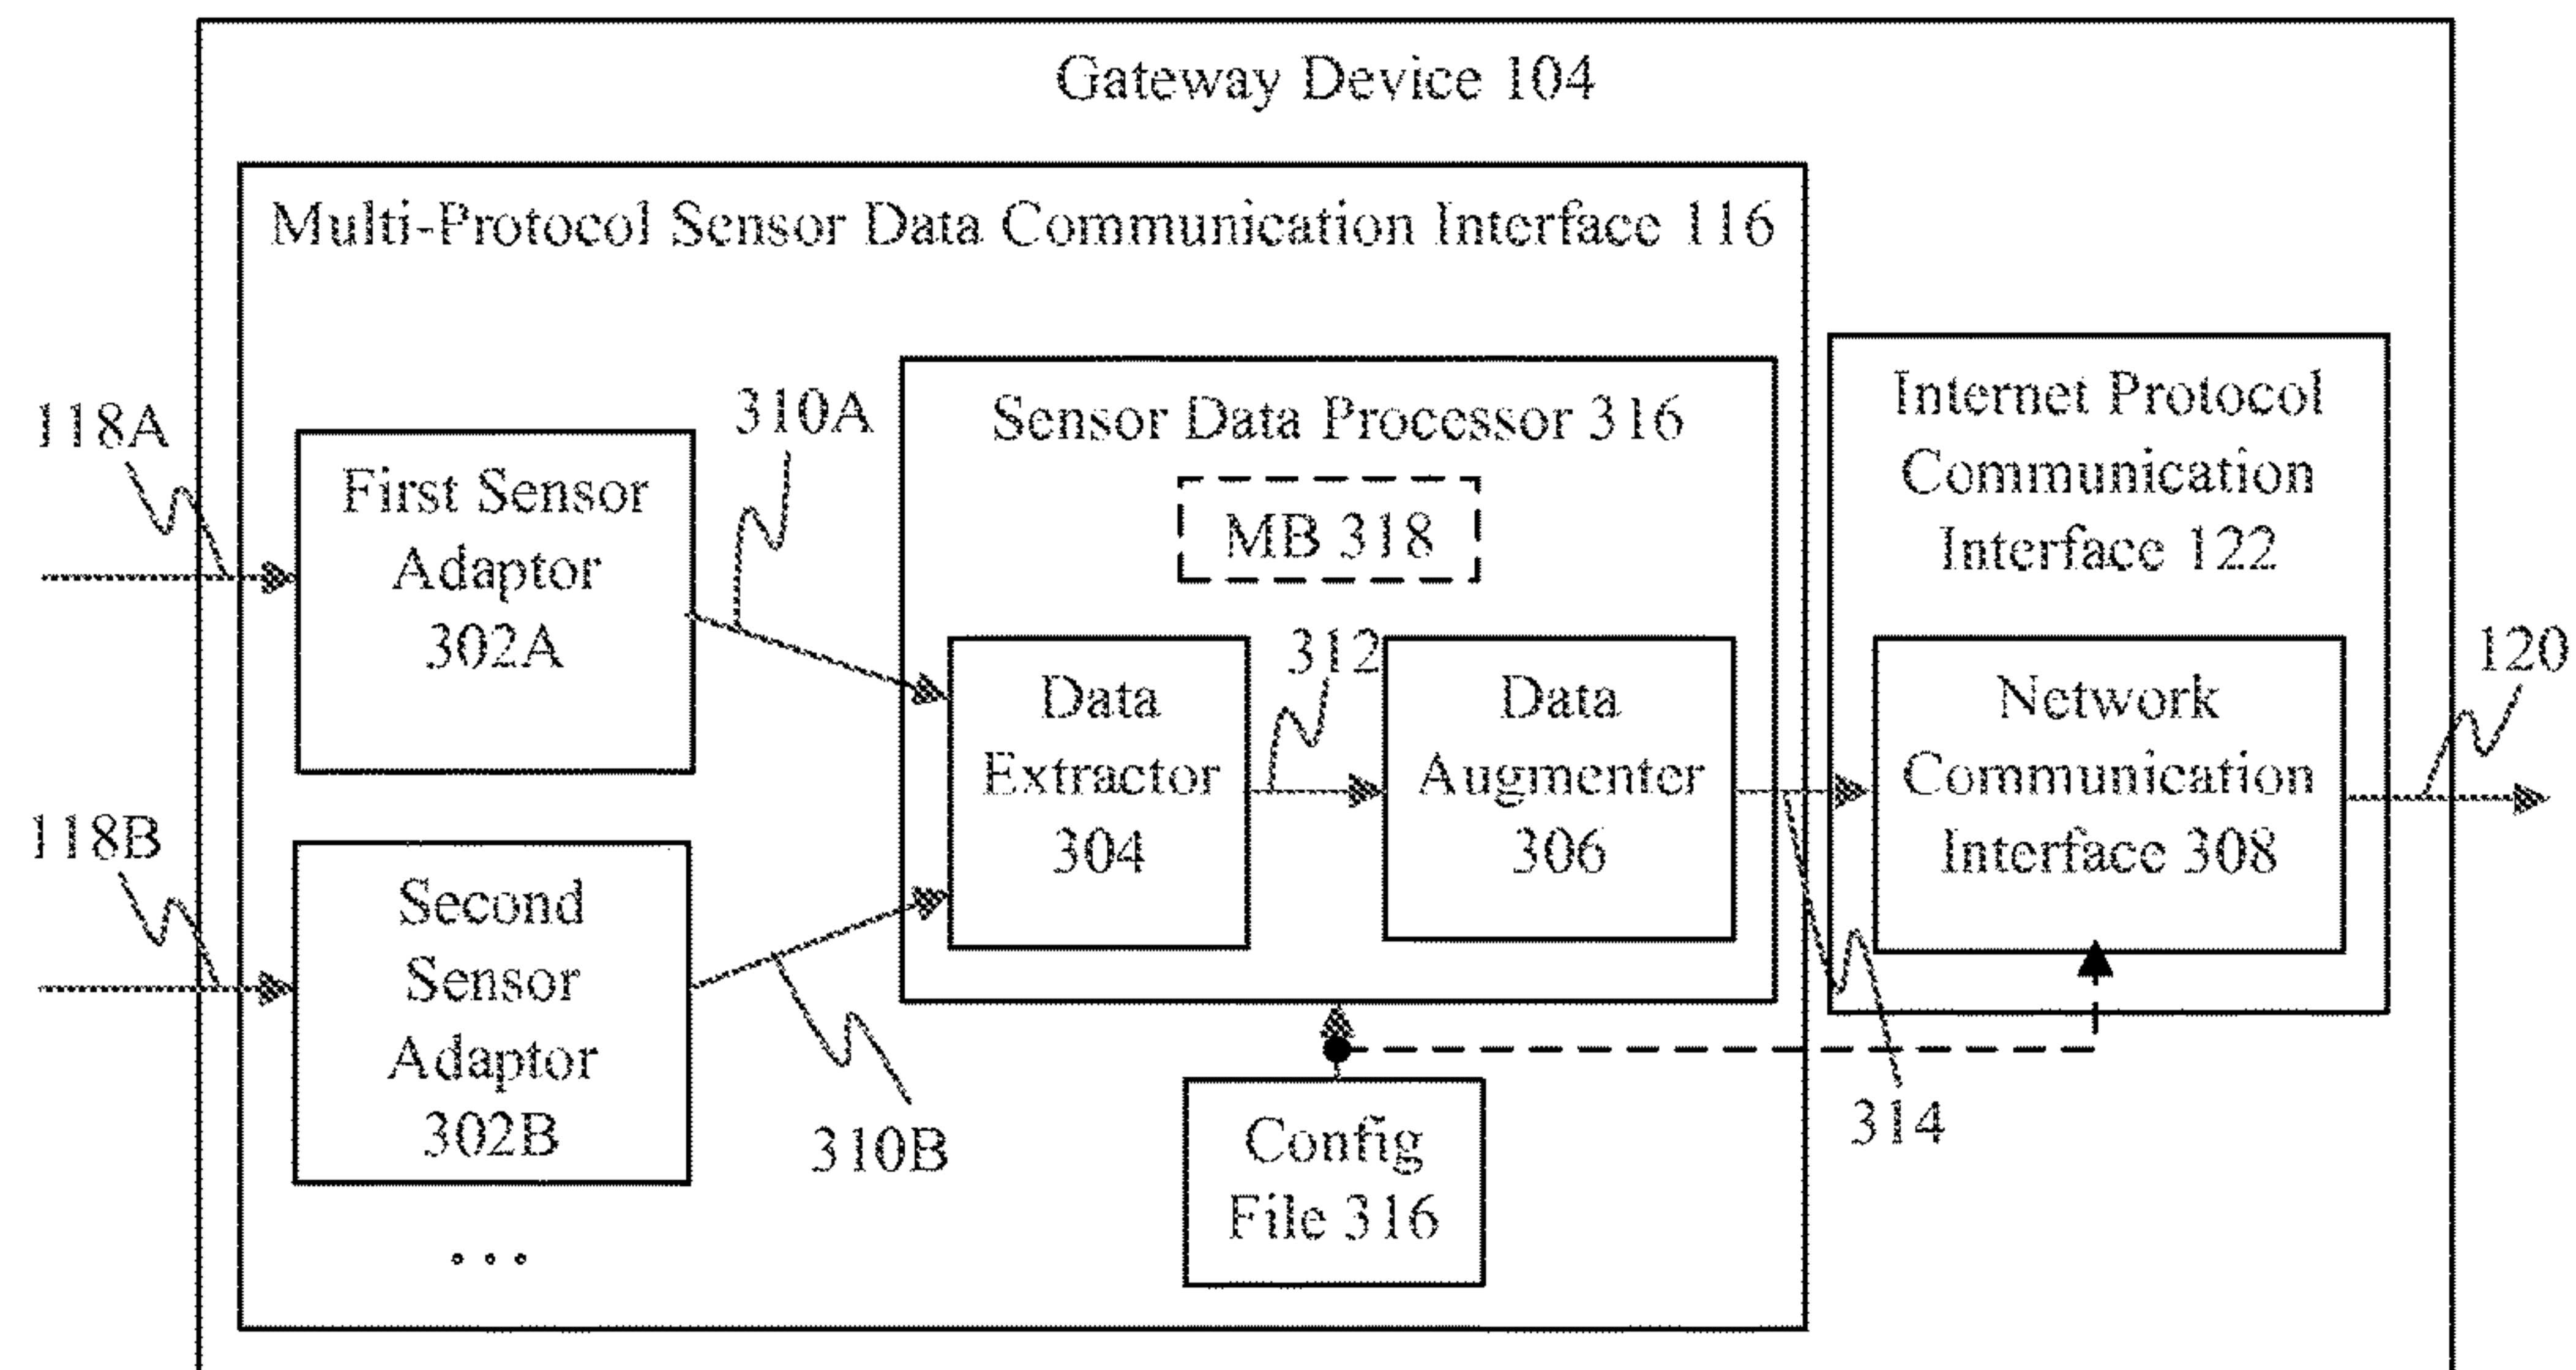 Gateway Device 104
Multi-Protocol Sensor Data Communication Interface 116
118A
First Sensor
Adaptor
302A
310A
118B
Second
Sensor
Adaptor
302B
310B
...
Sensor Data Processor 316
MB 318
Data
Extractor
304
312
Data
Augmenter
306
Config
File 316
314
Internet Protocol
Communication
Interface 122
Network
Communication
Interface 308
120